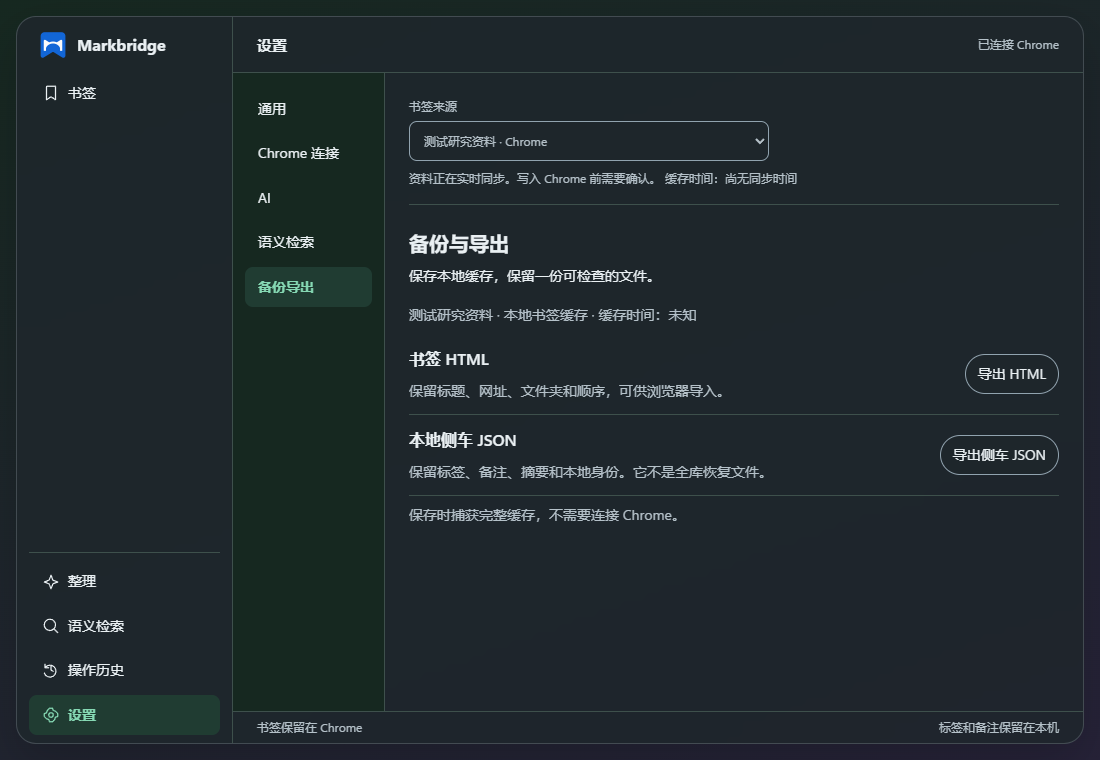 Markbridge
书签
整理
语义检索
操作历史
设置
设置
已连接 Chrome
通用
Chrome 连接
AI
语义检索
备份导出
书签来源
测试研究资料 · Chrome
资料正在实时同步。写入 Chrome 前需要确认。 缓存时间：尚无同步时间
备份与导出
保存本地缓存，保留一份可检查的文件。
测试研究资料 · 本地书签缓存 · 缓存时间：未知
书签 HTML
保留标题、网址、文件夹和顺序，可供浏览器导入。
导出 HTML
本地侧车 JSON
保留标签、备注、摘要和本地身份。它不是全库恢复文件。
导出侧车 JSON
保存时捕获完整缓存，不需要连接 Chrome。
书签保留在 Chrome
标签和备注保留在本机